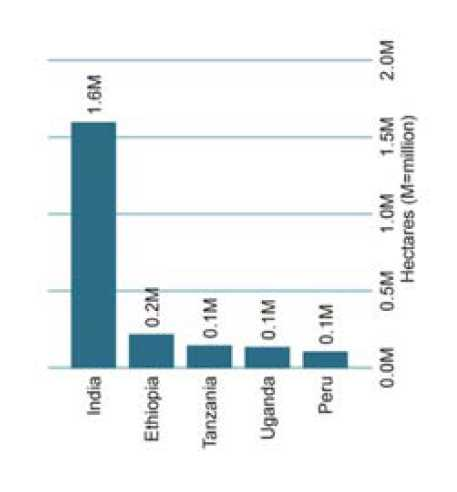 India
1.6M
Ethiopia
0.2M
Tanzania
0.1M
Uganda
0.1M
Peru
0.1M
0.0M 0.5M 1.0M 1.5M 2.0M
Hectares (M=million)